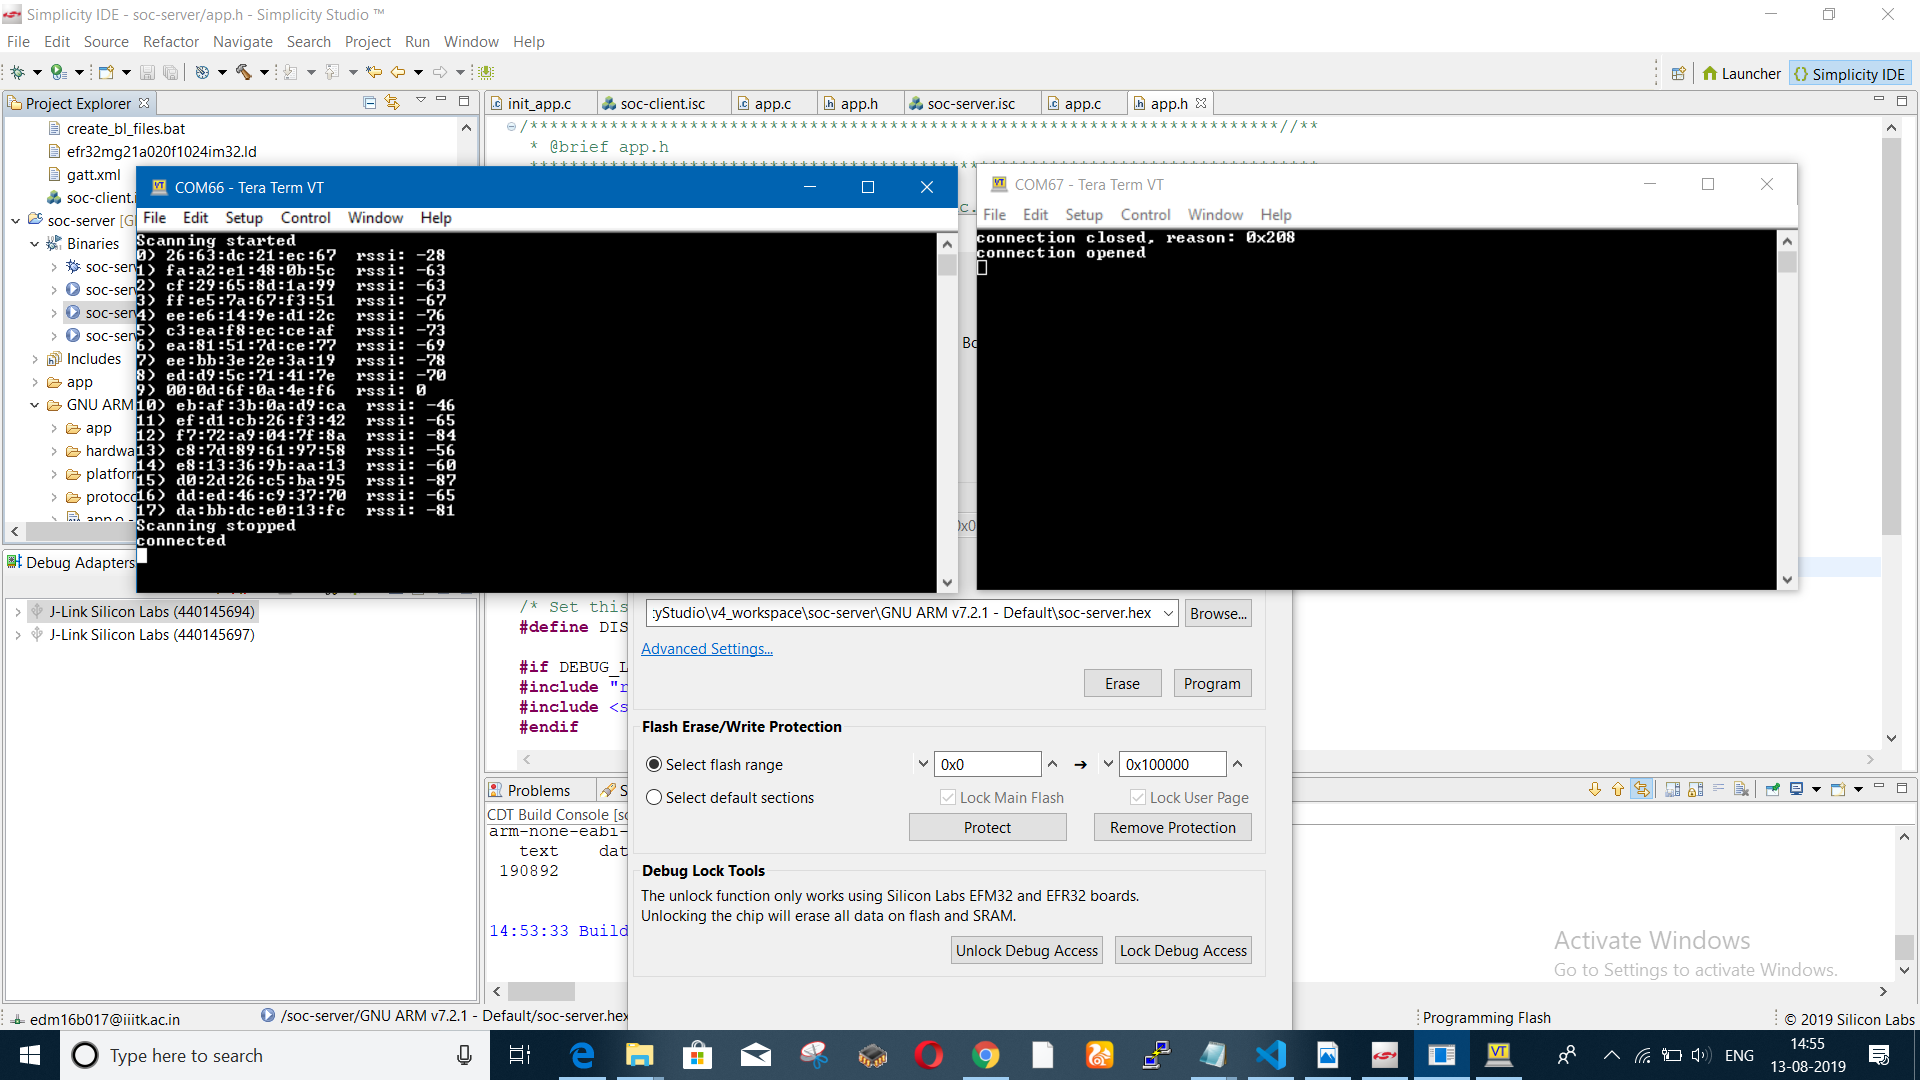 Simplicity IDE - soc-server/app.h - Simplicity Studio ™
File Edit Source Refactor Navigate Search Project Run Window Help
Launcher
Simplicity IDE
Project Explorer
create_bl_files.bat
efr32mg21a020f1024im32.ld
gatt.xml
soc-client.i
soc-server [G
Binaries
soc-ser
soc-ser
soc-ser
soc-ser
Includes
app
GNU ARM
app
hardwa
platfor
protoco
app.o -
init_app.c
soc-client.isc
app.c
app.h
soc-server.isc
app.c
app.h
* @brief app.h
COM66 - Tera Term VT
File Edit Setup Control Window Help
Scanning started
0) 26:63:dc:21:ec:67 rssi: -28
1) fa:a2:e1:48:0b:5c rssi: -63
2) cf:29:65:8d:1a:99 rssi: -63
3) ff:e5:7a:67:f3:51 rssi: -67
4) ee:e6:14:9e:d1:2c rssi: -76
5) c3:ea:f8:ec:ce:af rssi: -73
6) ea:81:51:7d:ce:77 rssi: -69
7) ee:bb:3e:2e:3a:19 rssi: -78
8) ed:d9:5c:71:41:7e rssi: -70
9) 00:0d:6f:0a:4e:f6 rssi: 0
10) eb:af:3b:0a:d9:ca rssi: -46
11) ef:d1:cb:26:f3:42 rssi: -65
12) f7:72:a9:04:7f:8a rssi: -84
13) c8:7d:89:61:97:58 rssi: -56
14) e8:13:36:9b:aa:13 rssi: -60
15) d0:2d:26:c5:ba:95 rssi: -87
16) dd:ed:46:c9:37:70 rssi: -65
17) da:bb:dc:e0:13:fc rssi: -81
Scanning stopped
connected
c.
Bo
COM67 - Tera Term VT
File Edit Setup Control Window Help
connection closed, reason: 0x208
connection opened
Debug Adapters
J-Link Silicon Labs (440145694)
J-Link Silicon Labs (440145697)
/* Set this
#define DIS
#if DEBUG_L
#include "r
#include <s
#endif
:yStudio\v4_workspace\soc-server\GNU ARM v7.2.1 - Default\soc-server.hex
Browse...
Advanced Settings...
Erase
Program
Flash Erase/Write Protection
Select flash range
0x0
0x100000
Select default sections
Lock Main Flash
Lock User Page
Protect
Remove Protection
Debug Lock Tools
The unlock function only works using Silicon Labs EFM32 and EFR32 boards.
Unlocking the chip will erase all data on flash and SRAM.
Unlock Debug Access
Lock Debug Access
Problems
S
CDT Build Console [so
arm-none-eabi-
text dat
190892
14:53:33 Build
Activate Windows
Go to Settings to activate Windows.
edm16b017@iiitk.ac.in
/soc-server/GNU ARM v7.2.1 - Default/soc-server.hex
Programming Flash
© 2019 Silicon Labs
Type here to search
ENG
14:55
13-08-2019